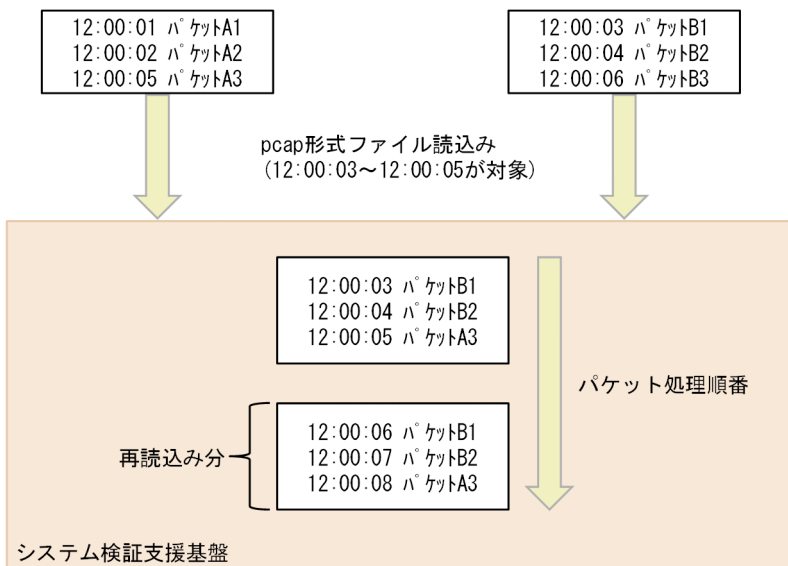 12:00:01 パケットA1
12:00:02 パケットA2
12:00:05 パケットA3
12:00:03 パケットB1
12:00:04 パケットB2
12:00:06 パケットB3
pcap形式ファイル読込み
(12:00:03～12:00:05が対象)
12:00:03 パケットB1
12:00:04 パケットB2
12:00:05 パケットA3
パケット処理順番
再読込み分
12:00:06 パケットB1
12:00:07 パケットB2
12:00:08 パケットA3
システム検証支援基盤